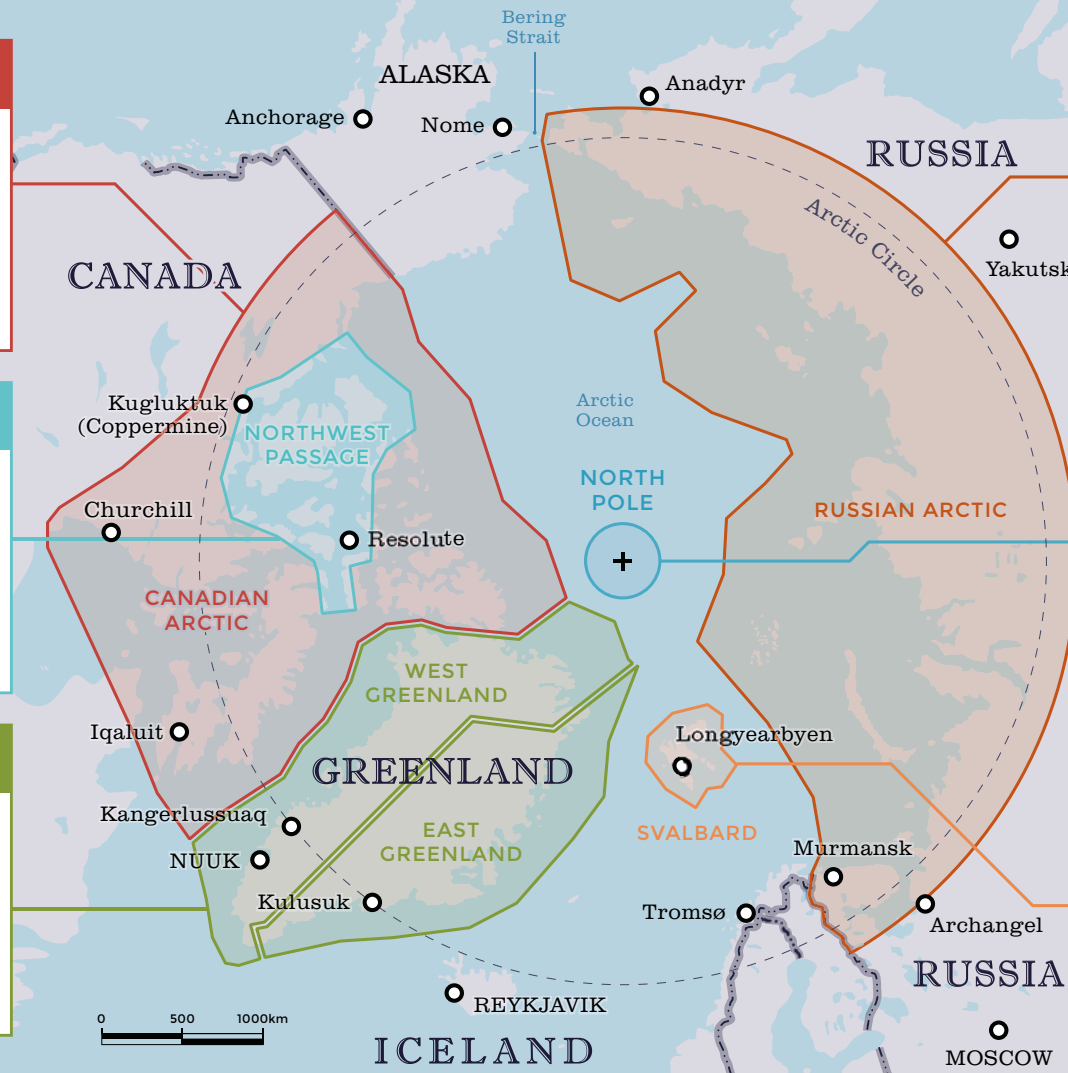 Bering
Strait
ALASKA
Anadyr
Anchorage
Nome
RUSSIA
Arctic Circle
Yakutsk
CANADA
Arctic
Ocean
Kugluktuk
(Coppermine)
NORTHWEST
PASSAGE
NORTH
POLE
Churchill
RUSSIAN ARCTIC
Resolute
CANADIAN
ARCTIC
WEST
GREENLAND
Iqaluit
Longyearbyen
GREENLAND
Kangerlussuaq
EAST
GREENLAND
SVALBARD
NUUK
Murmansk
Kulusuk
Tromsø
Archangel
RUSSIA
REYKJAVIK
0 500 1000km
ICELAND
MOSCOW